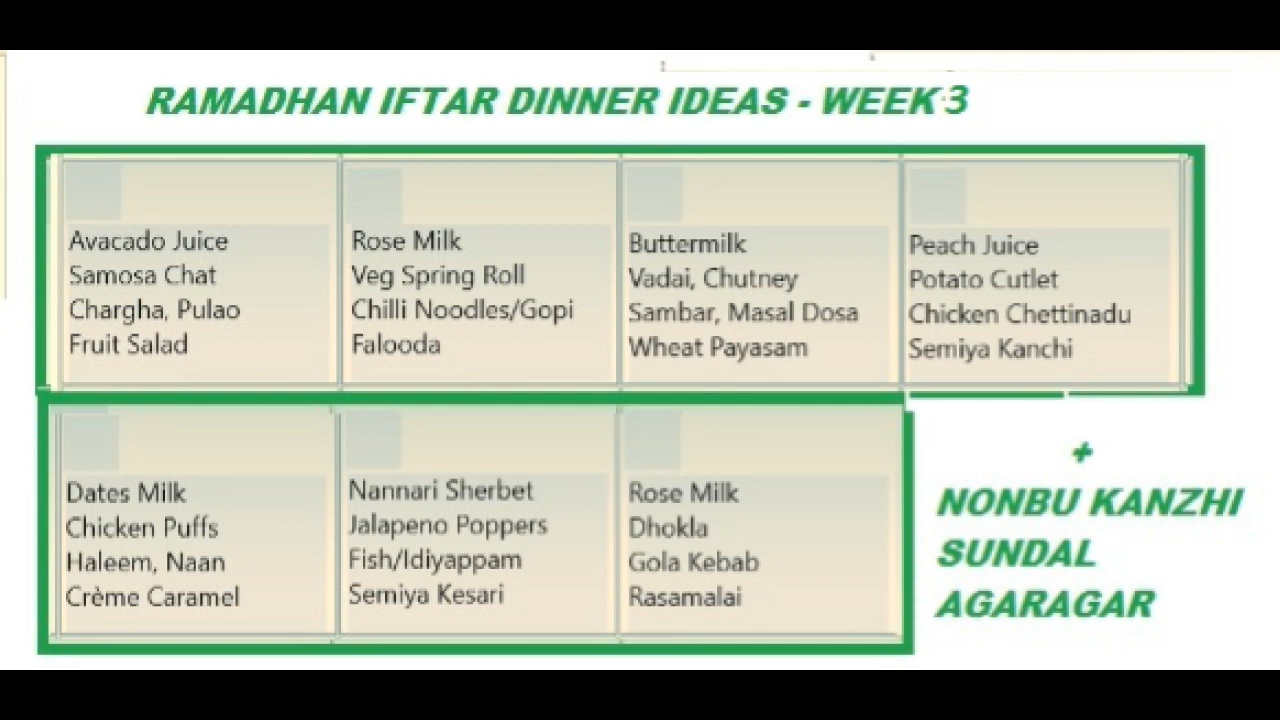 RAMADHAN IFTAR DINNER IDEAS - WEEK 3
Avacado Juice
Samosa Chat
Chargha, Pulao
Fruit Salad
Rose Milk
Veg Spring Roll
Chilli Noodles/Gopi
Falooda
Buttermilk
Vadai, Chutney
Sambar, Masal Dosa
Wheat Payasam
Peach Juice
Potato Cutlet
Chicken Chettinadu
Semiya Kanchi
Dates Milk
Chicken Puffs
Haleem, Naan
Crème Caramel
Nannari Sherbet
Jalapeno Poppers
Fish/Idiyappam
Semiya Kesari
Rose Milk
Dhokla
Gola Kebab
Rasamalai
+
NONBU KANZHI
SUNDAL
AGARAGAR